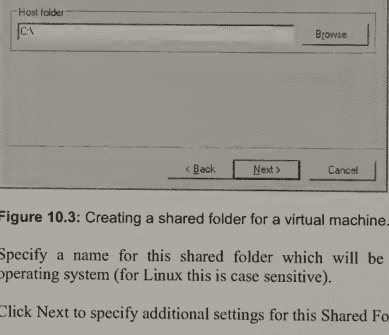 Host folder
C:\
Browse...
< Back
Next >
Cancel
Figure 10.3: Creating a shared folder for a virtual machine.
Specify a name for this shared folder which will be
operating system (for Linux this is case sensitive).
Click Next to specify additional settings for this Shared Fo